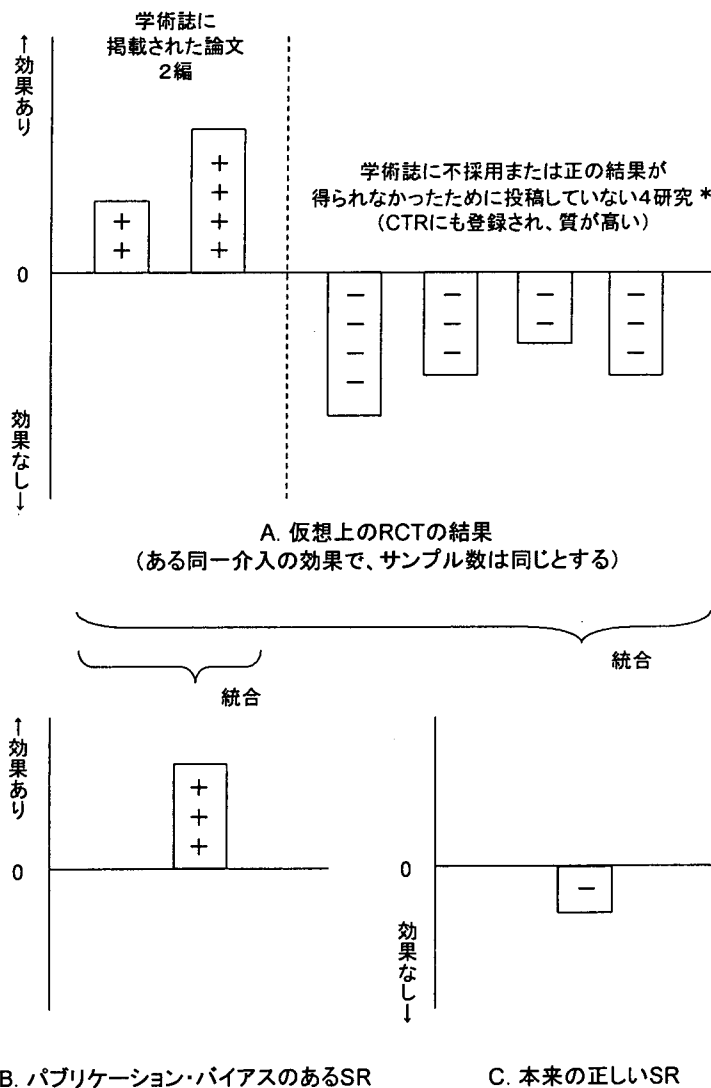 学術誌に
掲載された論文
2編
↑効果あり
学術誌に不採用または正の結果が
得られなかったために投稿していない4研究*
(CTRにも登録され、質が高い)
+
+
+
+
+
+
0
− − − −
− − − −
− − −
−
効果なし↓
A. 仮想上のRCTの結果
(ある同一介入の効果で、サンプル数は同じとする)
統合
統合
↑効果あり
+
+
+
0
0
−
効果なし↓
B. パブリケーション・バイアスのあるSR
C. 本来の正しいSR